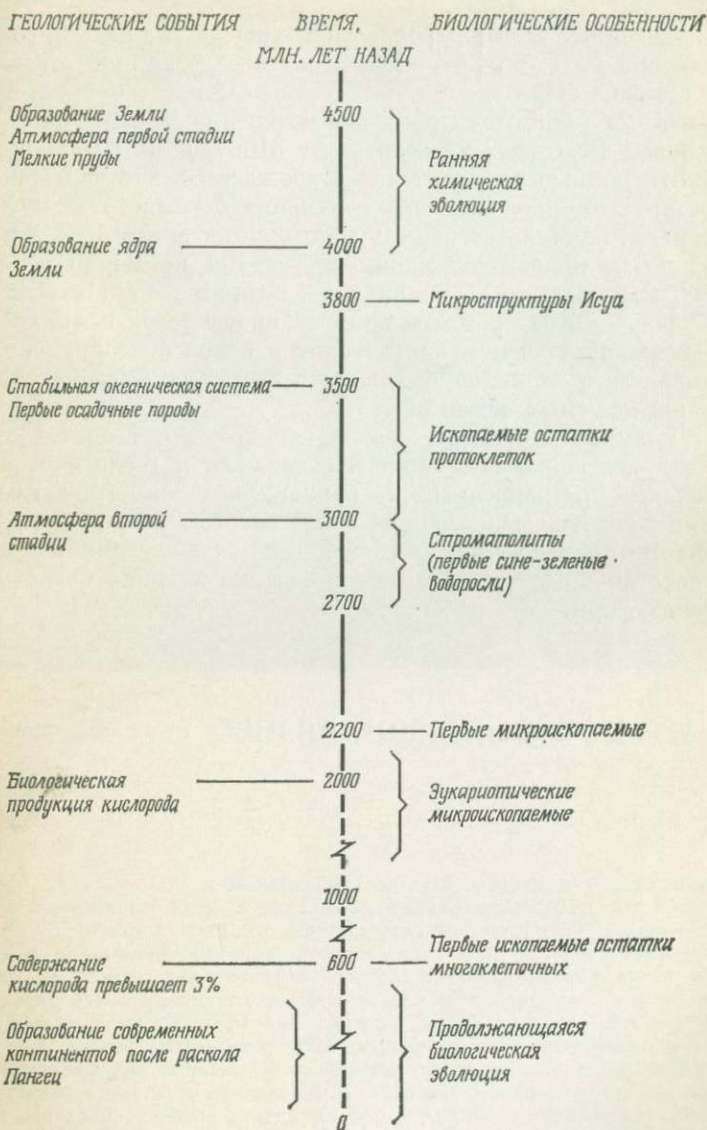 ГЕОЛОГИЧЕСКИЕ СОБЫТИЯ
ВРЕМЯ,
МЛН. ЛЕТ НАЗАД
БИОЛОГИЧЕСКИЕ ОСОБЕННОСТИ
Образование Земли
Атмосфера первой стадии
Мелкие пруды
4500
Ранняя
химическая
эволюция
Образование ядра
Земли
4000
3800
Микроструктуры Исуа
Стабильная океаническая система
Первые осадочные породы
3500
Ископаемые остатки
протоклеток
Атмосфера второй
стадии
3000
Строматолиты
(первые сине-зеленые
водоросли)
2700
2200
Первые микроископаемые
Биологическая
продукция кислорода
2000
Эукариотические
микроископаемые
1000
Содержание
кислорода превышает 3%
600
Первые ископаемые остатки
многоклеточных
Образование современных
континентов после раскола
Пангеи
Продолжающаяся
биологическая
эволюция
0